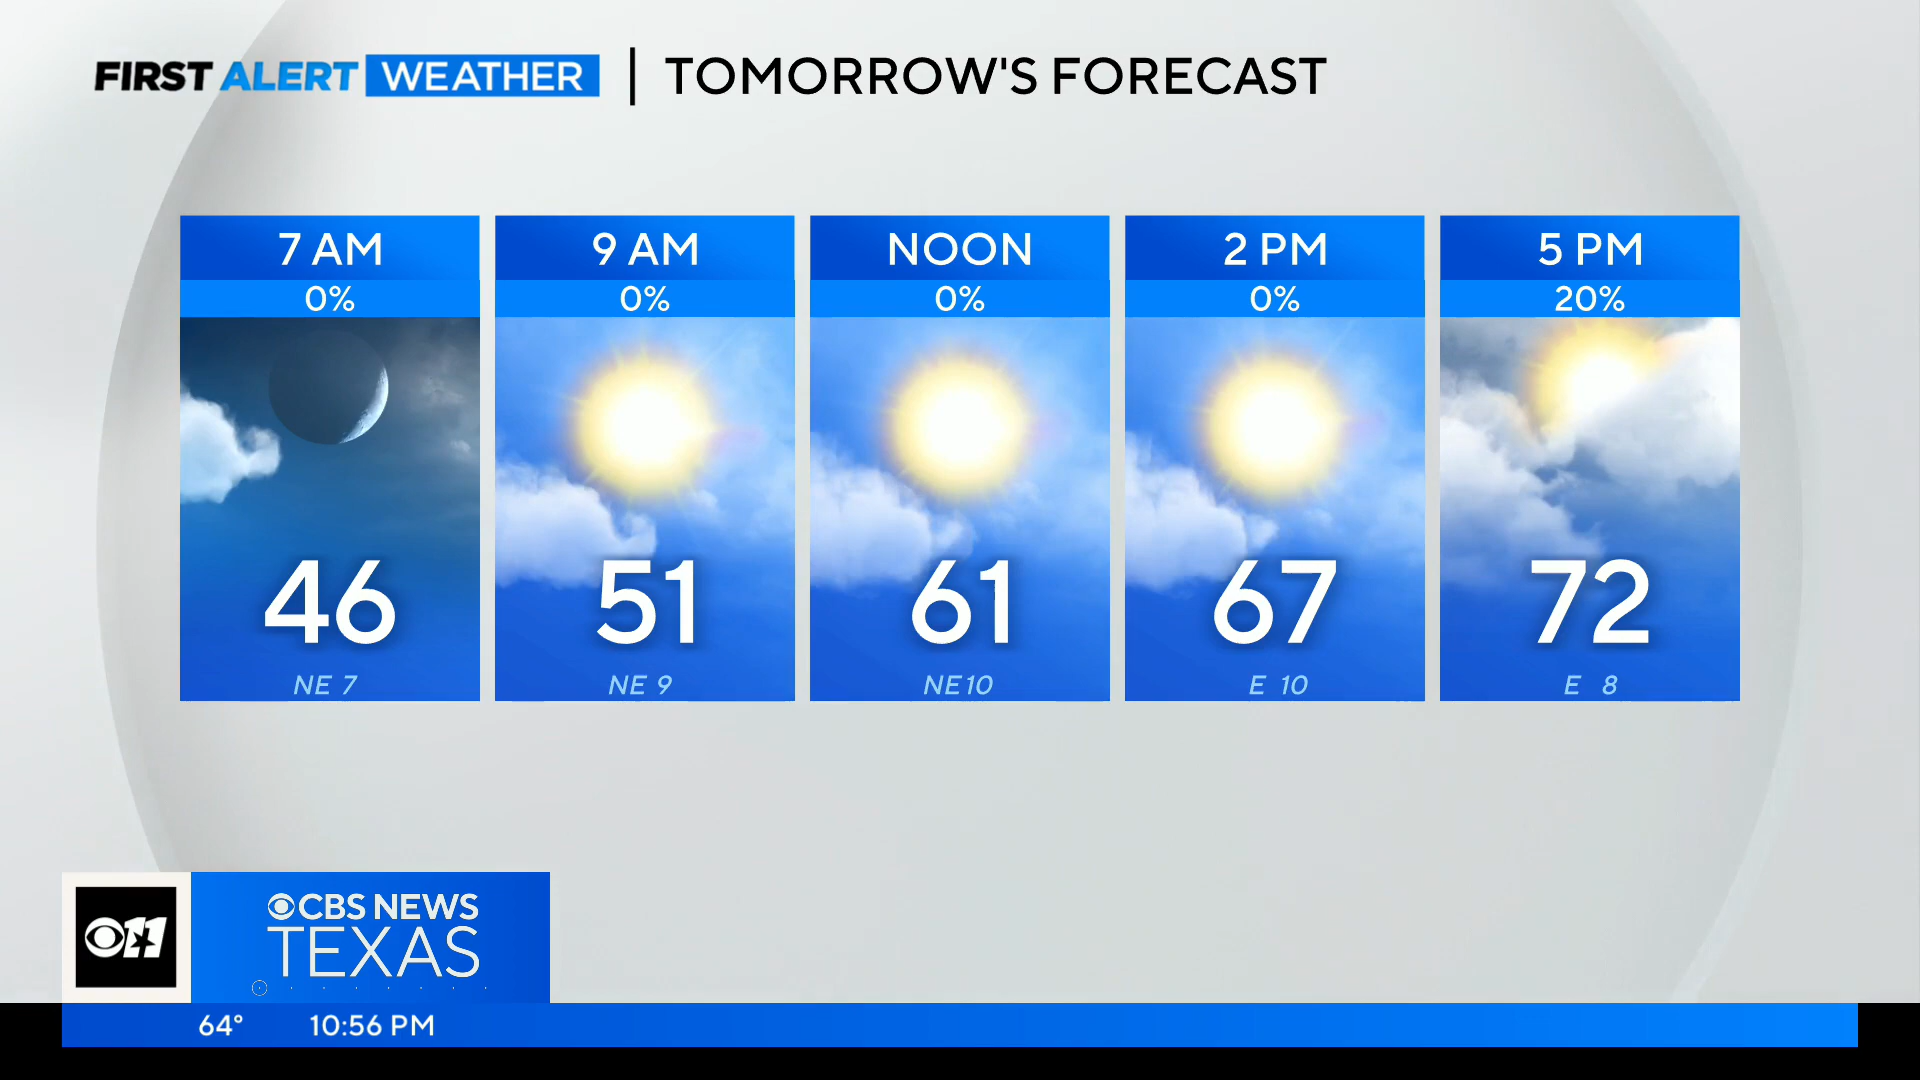 FIRST ALERT WEATHER | TOMORROW'S FORECAST
7 AM
0%
46
NE 7
9 AM
0%
51
NE 9
NOON
0%
61
NE 10
2 PM
0%
67
E 10
5 PM
20%
72
E 8
11
CBS NEWS
TEXAS
64° 10:56 PM